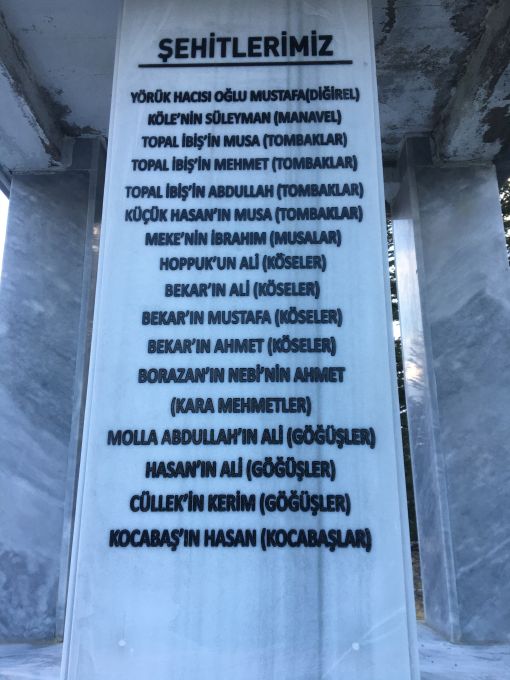 ŞEHİTLERİMİZ
YÖRÜK HACISI OĞLU MUSTAFA(DİĞİREL)
KÖLE'NİN SÜLEYMAN (MANAVEL)
TOPAL İBİŞ'İN MUSA (TOMBAKLAR)
TOPAL İBİŞ'İN MEHMET (TOMBAKLAR)
TOPAL İBİŞ'İN ABDULLAH (TOMBAKLAR)
KÜÇÜK HASAN'IN MUSA (TOMBAKLAR)
MEKE'NİN İBRAHIM (MUSALAR)
HOPPUK'UN ALİ (KÖSELER)
BEKAR'IN ALİ (KÖSELER)
BEKAR'IN MUSTAFA (KÖSELER)
BEKAR'IN AHMET (KÖSELER)
BORAZAN'IN NEBİ'NİN AHMET
(KARA MEHMETLER)
MOLLA ABDULLAH'IN ALİ (GÖĞÜŞLER)
HASAN'IN ALİ (GÖĞÜŞLER)
CÜLLEK'İN KERİM (GÖĞÜŞLER)
KOCABAŞ'IN HASAN (KOCABAŞLAR)